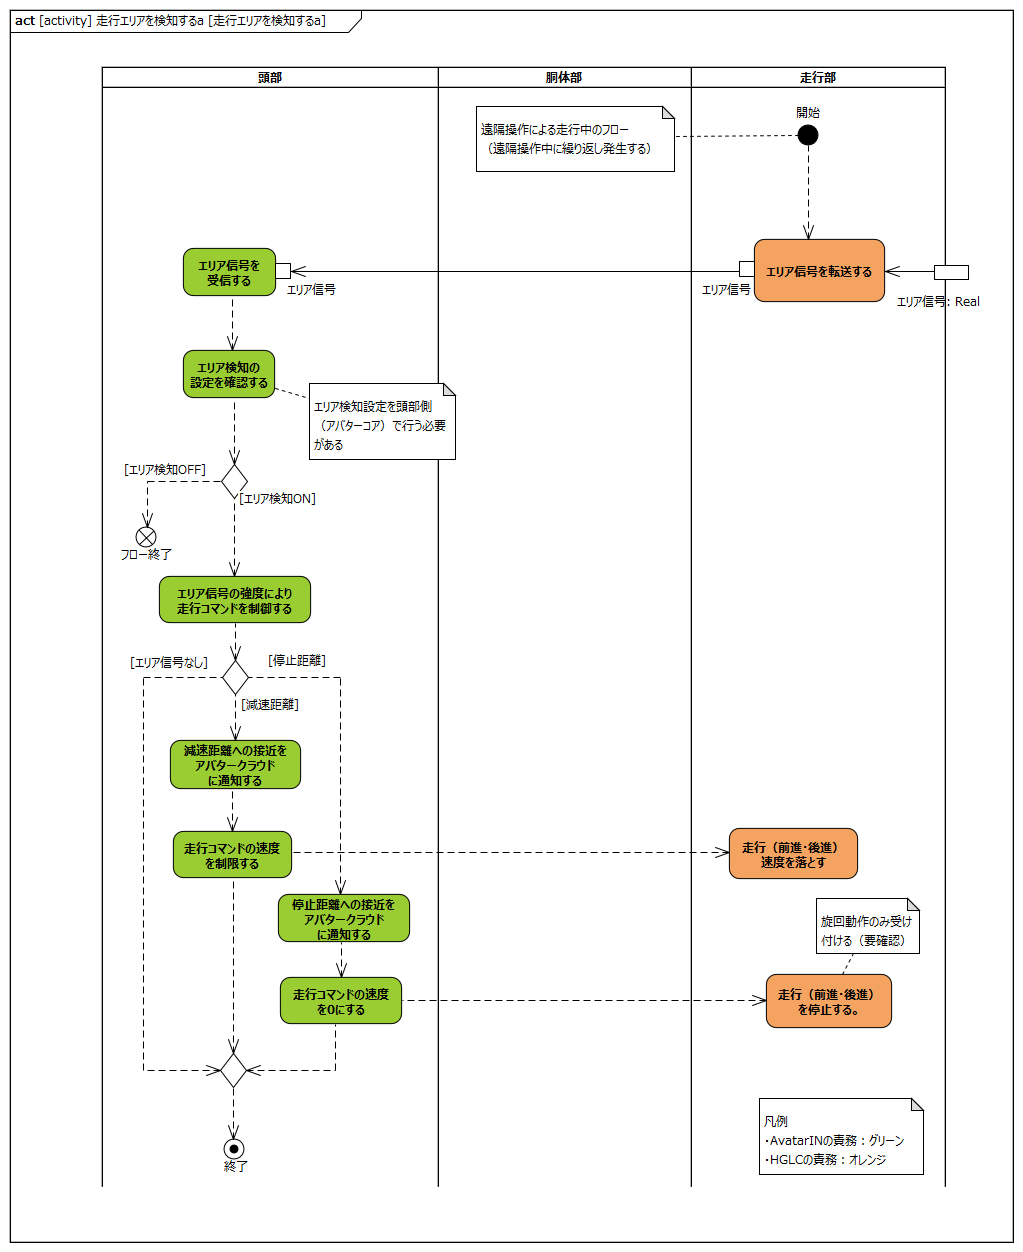 act [activity] 走行エリアを検知するa [走行エリアを検知するa]
頭部
胴体部
走行部
開始
遠隔操作による走行中のフロー
（遠隔操作中に繰り返し発生する）
エリア信号を
受信する
エリア信号
エリア信号を転送する
エリア信号
エリア信号: Real
エリア検知の
設定を確認する
エリア検知設定を頭部側
（アバターコア）で行う必要
がある
[エリア検知OFF]
[エリア検知ON]
フロー終了
エリア信号の強度により
走行コマンドを制御する
[エリア信号なし]
[停止距離]
[減速距離]
減速距離への接近を
アバタークラウド
に通知する
走行コマンドの速度
を制限する
走行（前進・後進）
速度を落とす
停止距離への接近を
アバタークラウド
に通知する
旋回動作のみ受け
付ける（要確認）
走行コマンドの速度
を0にする
走行（前進・後進）
を停止する。
終了
凡例
・AvatarINの責務：グリーン
・HGLCの責務：オレンジ